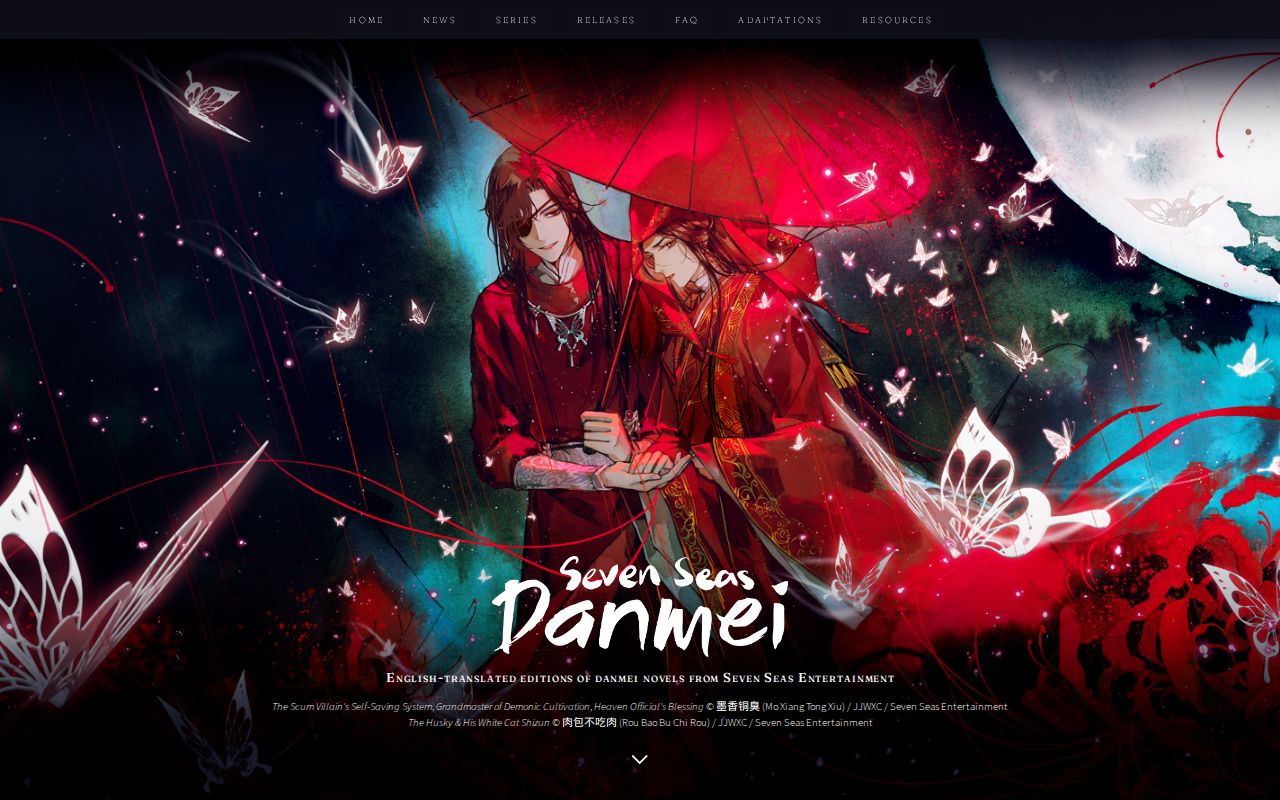 HOME NEWS SERIES RELEASES FAQ ADAPTATIONS RESOURCES
Seven Seas
Danmei
English-translated editions of danmei novels from Seven Seas Entertainment
The Scum Villain's Self-Saving System, Grandmaster of Demonic Cultivation, Heaven Official's Blessing © 墨香铜臭 (Mo Xiang Tong Xiu) / JJWXC / Seven Seas Entertainment
The Husky & His White Cat Shizun © 肉包不吃肉 (Rou Bao Bu Chi Rou) / JJWXC / Seven Seas Entertainment